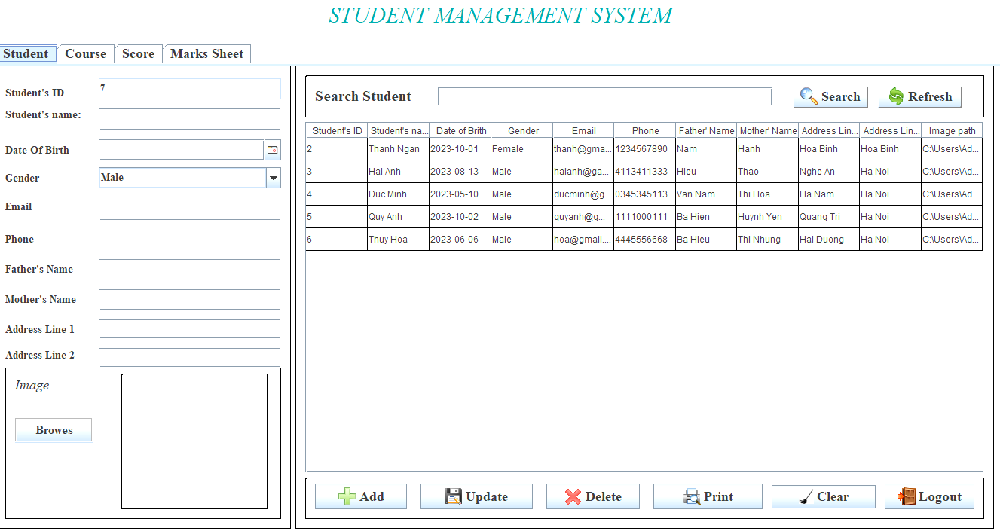 STUDENT MANAGEMENT SYSTEM
Student Course Score Marks Sheet
Student's ID 7
Student's name:
Date Of Birth
Gender Male
Email
Phone
Father's Name
Mother's Name
Address Line 1
Address Line 2
Image
Browes
Search Student Search Refresh
Student's ID Student's na... Date of Brith Gender Email Phone Father' Name Mother' Name Address Lin... Address Lin... Image path
2 Thanh Ngan 2023-10-01 Female thanh@gma... 1234567890 Nam Hanh Hoa Binh Hoa Binh C:\Users\Ad...
3 Hai Anh 2023-08-13 Male haianh@ga... 4113411333 Hieu Thao Nghe An Ha Noi C:\Users\Ad...
4 Duc Minh 2023-05-10 Male ducminh@g... 0345345113 Van Nam Thi Hoa Ha Nam Ha Noi C:\Users\Ad...
5 Quy Anh 2023-10-02 Male quyanh@g... 1111000111 Ba Hien Huynh Yen Quang Tri Ha Noi C:\Users\Ad...
6 Thuy Hoa 2023-06-06 Male hoa@gmail.... 4445556668 Ba Hieu Thi Nhung Hai Duong Ha Noi C:\Users\Ad...
Add Update Delete Print Clear Logout